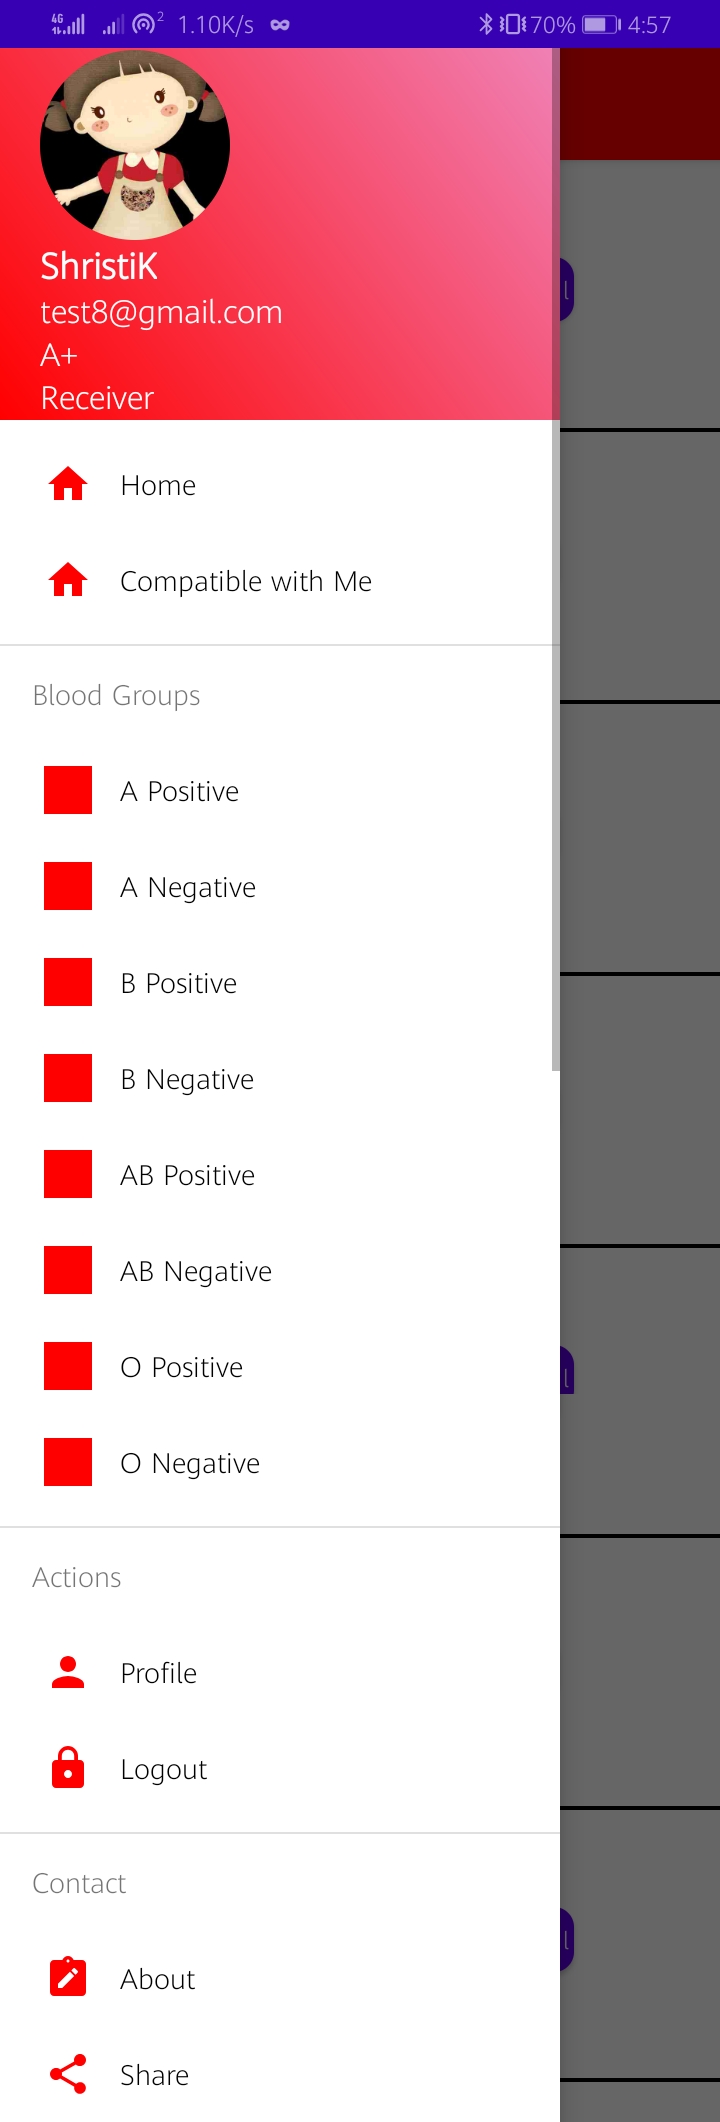 4G 2 1.10K/s 70% 4:57
ShristiK
test8@gmail.com
A+
Receiver
Home
Compatible with Me
Blood Groups
A Positive
A Negative
B Positive
B Negative
AB Positive
AB Negative
O Positive
O Negative
Actions
Profile
Logout
Contact
About
Share